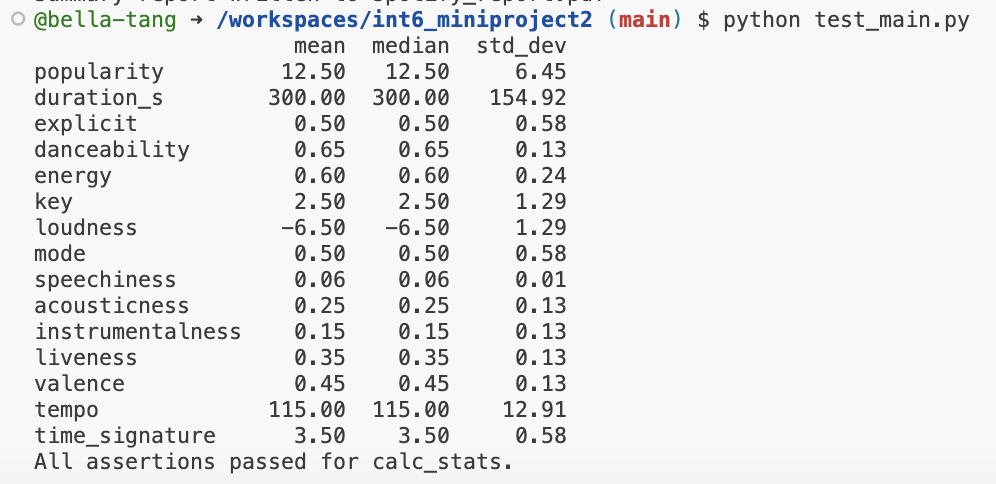 @bella-tang → /workspaces/int6_miniproject2 (main) $ python test_main.py
mean median std_dev
popularity 12.50 12.50 6.45
duration_s 300.00 300.00 154.92
explicit 0.50 0.50 0.58
danceability 0.65 0.65 0.13
energy 0.60 0.60 0.24
key 2.50 2.50 1.29
loudness -6.50 -6.50 1.29
mode 0.50 0.50 0.58
speechiness 0.06 0.06 0.01
acousticness 0.25 0.25 0.13
instrumentalness 0.15 0.15 0.13
liveness 0.35 0.35 0.13
valence 0.45 0.45 0.13
tempo 115.00 115.00 12.91
time_signature 3.50 3.50 0.58
All assertions passed for calc_stats.